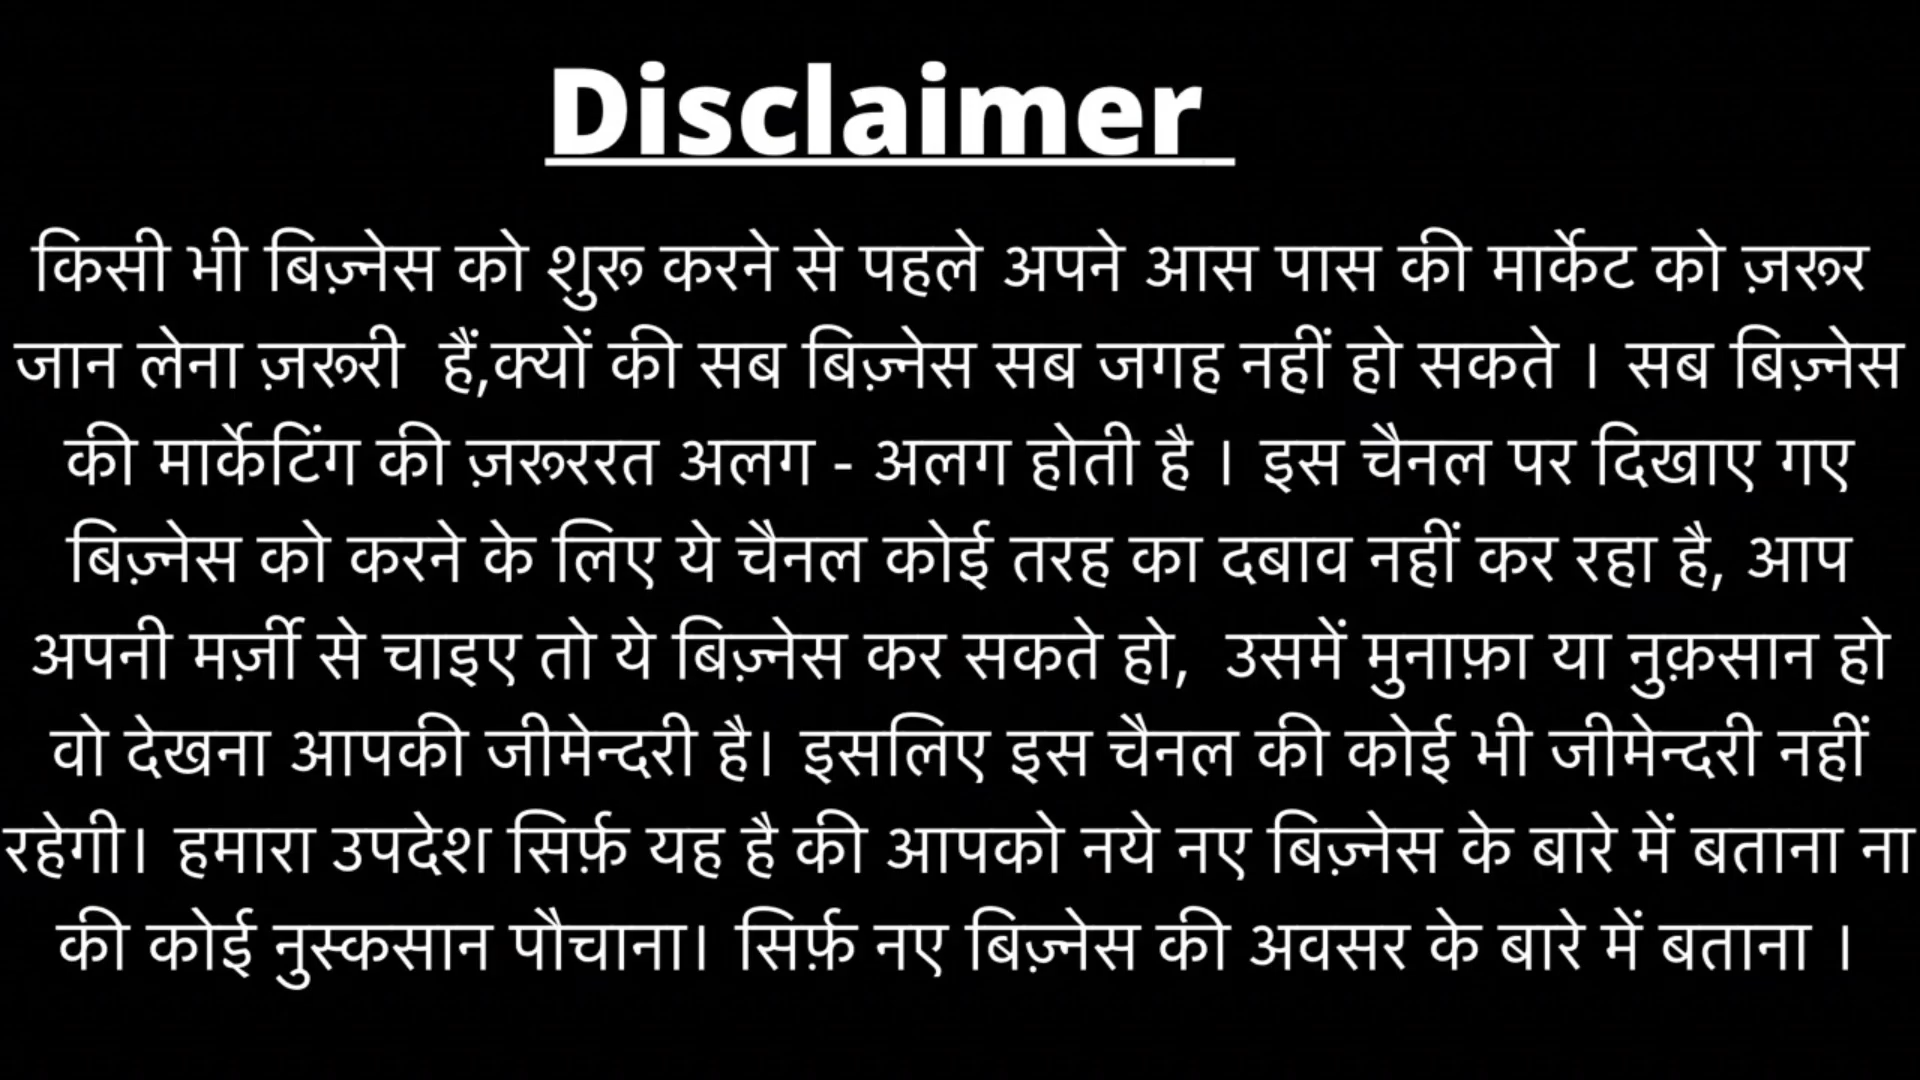 Disclaimer
किसी भी बिज़्नेस को शुरू करने से पहले अपने आस पास की मार्केट को ज़रूर
जान लेना ज़रूरी हैं,क्यों की सब बिज़्नेस सब जगह नहीं हो सकते । सब बिज़्नेस
की मार्केटिंग की ज़रूररत अलग - अलग होती है । इस चैनल पर दिखाए गए
बिज़्नेस को करने के लिए ये चैनल कोई तरह का दबाव नहीं कर रहा है, आप
अपनी मर्ज़ी से चाइए तो ये बिज़्नेस कर सकते हो, उसमें मुनाफ़ा या नुक़सान हो
वो देखना आपकी जीमेन्दरी है। इसलिए इस चैनल की कोई भी जीमेन्दरी नहीं
रहेगी। हमारा उपदेश सिर्फ़ यह है की आपको नये नए बिज़्नेस के बारे में बताना ना
की कोई नुस्कसान पौचाना। सिर्फ़ नए बिज़्नेस की अवसर के बारे में बताना ।